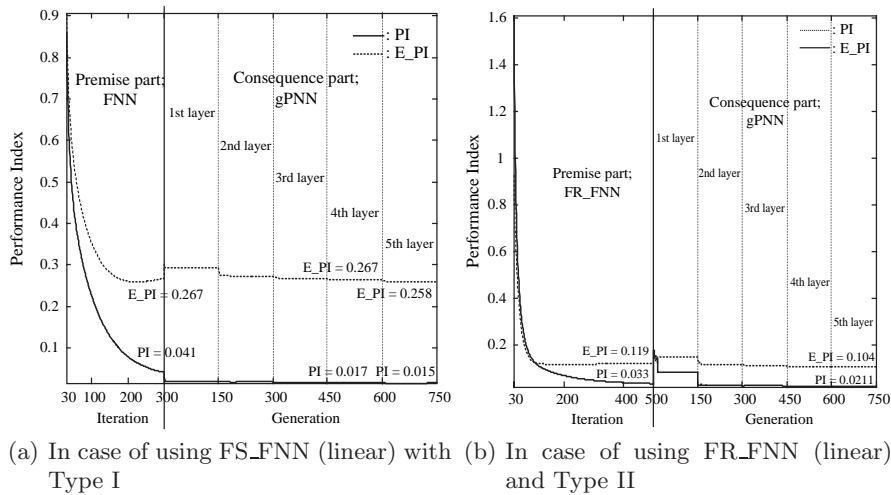 0.9
0.8
0.7
0.6
0.5
0.4
0.3
0.2
0.1
Performance Index
: PI
: E_PI
Premise part;
FNN
Consequence part;
gPNN
1st layer
2nd layer
3rd layer
4th layer
5th layer
E_PI = 0.267
E_PI = 0.267
E_PI = 0.258
PI = 0.041
PI = 0.017
PI = 0.015
30 100 200 300 150 300 450 600 750
Iteration
Generation
1.6
1.4
1.2
1
0.8
0.6
0.4
0.2
Performance Index
: PI
: E_PI
Premise part;
FR_FNN
Consequence part;
gPNN
1st layer
2nd layer
3rd layer
4th layer
5th layer
E_PI = 0.119
E_PI = 0.104
PI = 0.033
PI = 0.0211
30 100 200 300 400 150 300 450 600 750
Iteration
Generation
(a) In case of using FS_FNN (linear) with
Type I
(b) In case of using FR_FNN (linear)
and Type II